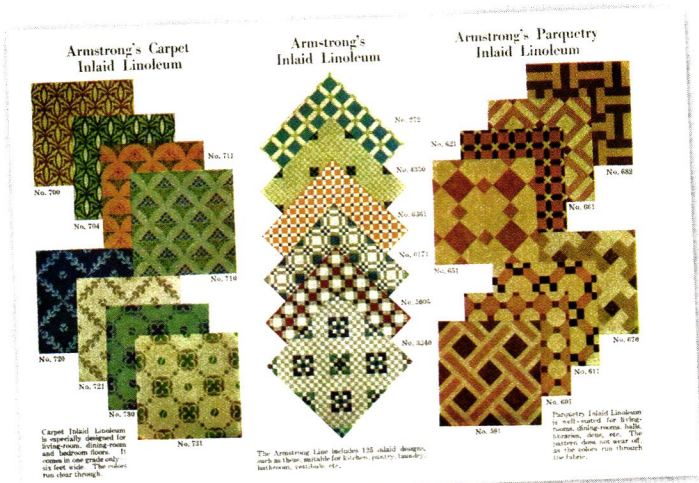 Armstrong's Carpet
Inlaid Linoleum
No. 700
No. 704
No. 711
No. 710
No. 720
No. 721
No. 730
No. 731
Carpet Inlaid Linoleum
is especially designed for
living-room, dining-room
and bedroom floors. It
comes in one grade only
six feet wide. The colors
run clear through.
Armstrong's
Inlaid Linoleum
No. 272
No. 6361
No. 6171
The Armstrong Line includes 125 inlaid designs,
such as these, suitable for kitchen, pantry, laundry,
bathroom, vestibule, etc.
Armstrong's Parquetry
Inlaid Linoleum
No. 621
No. 682
No. 661
No. 651
No. 670
No. 611
No. 601
No. 591
Parquetry Inlaid Linoleum
is well-suited for living-
rooms, dining-rooms, halls,
libraries, dens, etc. The
pattern does not wear off,
as the colors run through
the fabric.